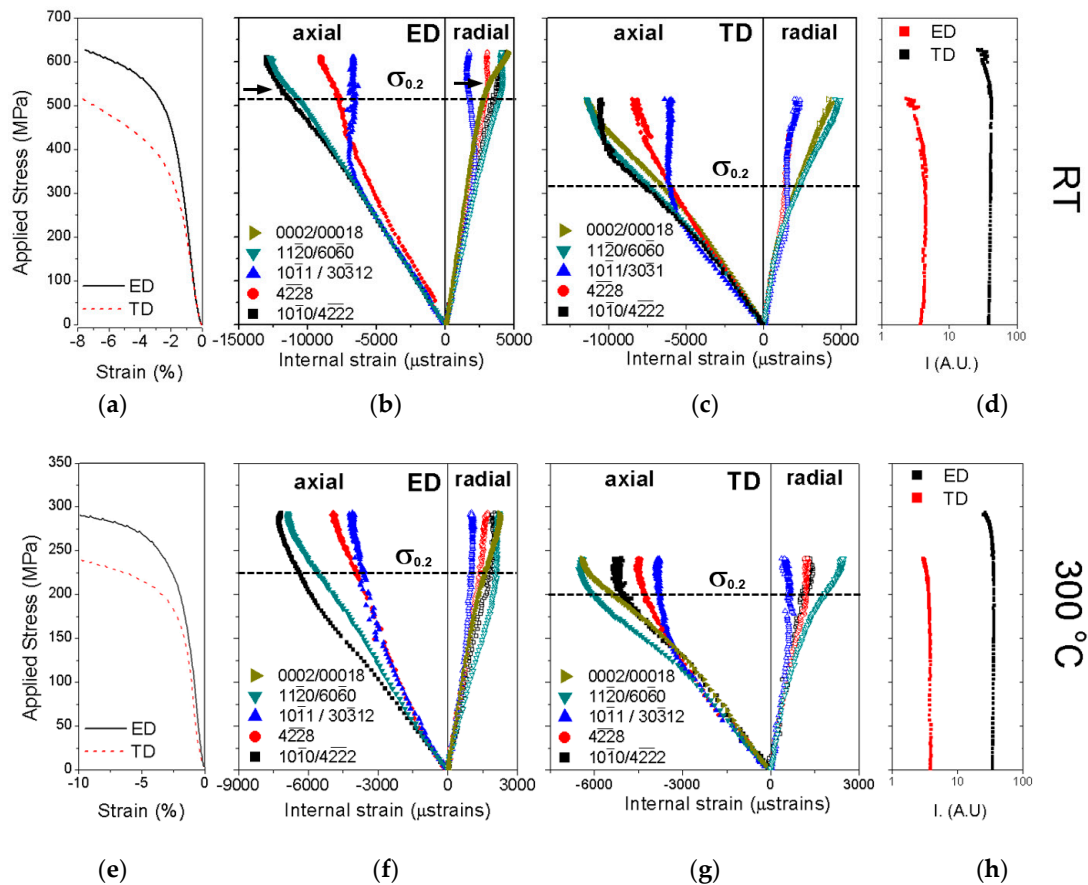 700
600
500
400
300
200
100
0
Applied Stress (MPa)
ED
TD
-8 -6 -4 -2 0
Strain (%)
(a)
axial ED radial
σ0.2
0002/00018
112̅0/606̅0
101̅1 / 303̅12
42̅2̅8
101̅0/42̅2̅2
-15000 -10000 -5000 0 5000
Internal strain (μstrains)
(b)
axial TD radial
σ0.2
0002/00018
112̅0/606̅0
101̅1/303̅1
42̅2̅8
101̅0/42̅2̅2
-10000 -5000 0 5000
Internal strain (μstrains)
(c)
ED
TD
1 10 100
I (A.U.)
(d)
RT
350
300
250
200
150
100
50
0
Applied Stress (MPa)
ED
TD
-10 -5 0
Strain (%)
(e)
axial ED radial
σ0.2
0002/00018
112̅0/606̅0
101̅1 / 303̅12
42̅2̅8
101̅0/42̅2̅2
-9000 -6000 -3000 0 3000
Internal strain (μstrains)
(f)
axial TD radial
σ0.2
0002/00018
112̅0/606̅0
101̅1 / 303̅12
42̅2̅8
101̅0/42̅2̅2
-6000 -3000 0 3000
Internal strain (μstrains)
(g)
ED
TD
1 10 100
I. (A.U)
(h)
300 °C